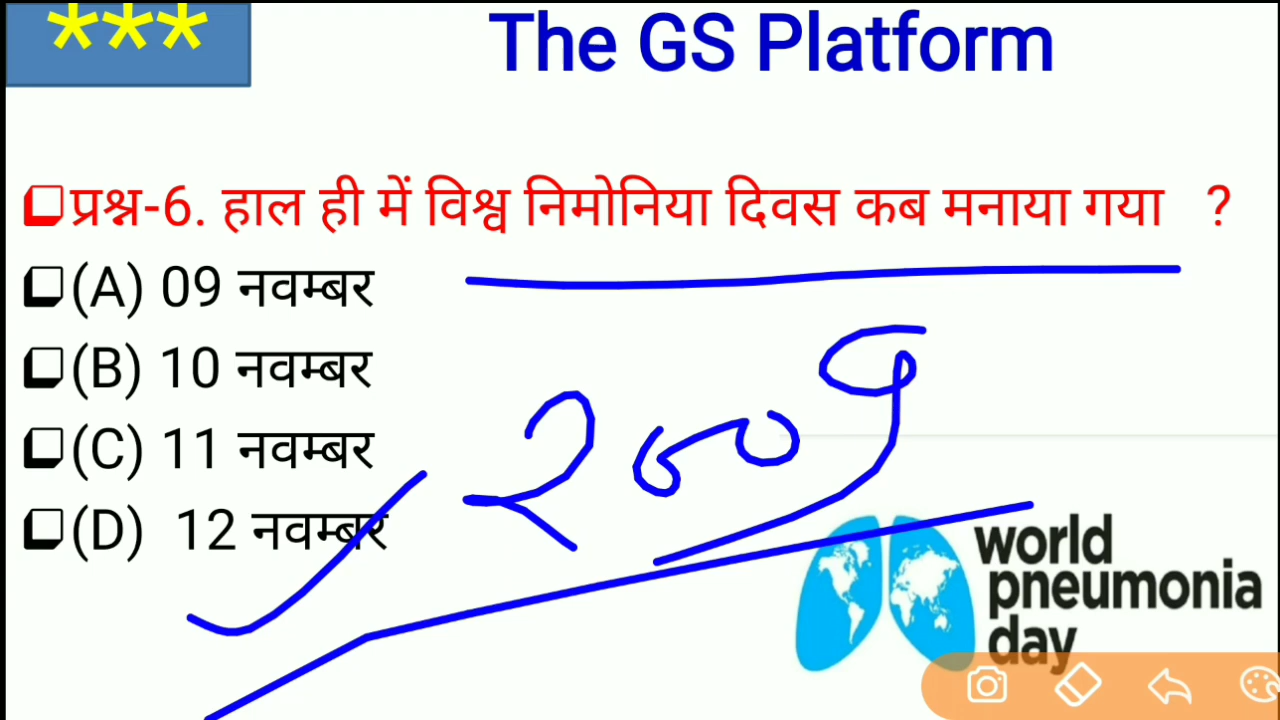 ***
The GS Platform
प्रश्न-6. हाल ही में विश्व निमोनिया दिवस कब मनाया गया ?
(A) 09 नवम्बर
(B) 10 नवम्बर
(C) 11 नवम्बर
(D) 12 नवम्बर
2009
world
pneumonia
day